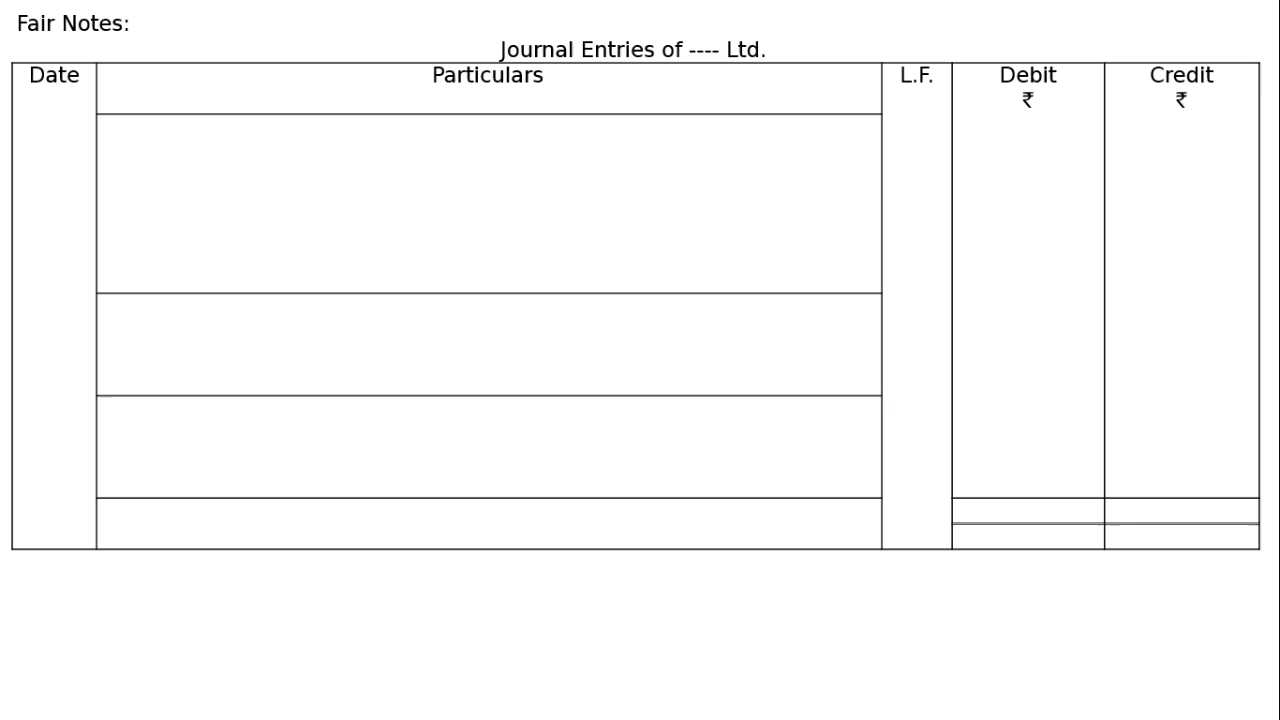 Fair Notes:
Journal Entries of ---- Ltd.
Date Particulars L.F. Debit Credit
₹ ₹